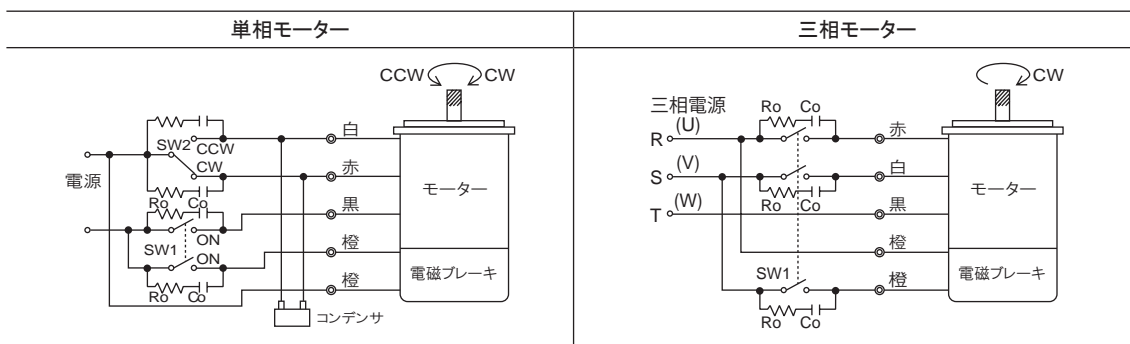 単相モーター
CCW CW
白
SW2 CCW
CW
電源
赤
モーター
Ro Co
黒
ON
SW1
ON
橙
電磁ブレーキ
橙
Ro Co
コンデンサ
三相モーター
CW
三相電源
Ro Co
R (U)
赤
S (V)
白
モーター
Ro Co
T (W)
黒
橙
SW1
電磁ブレーキ
橙
Ro Co